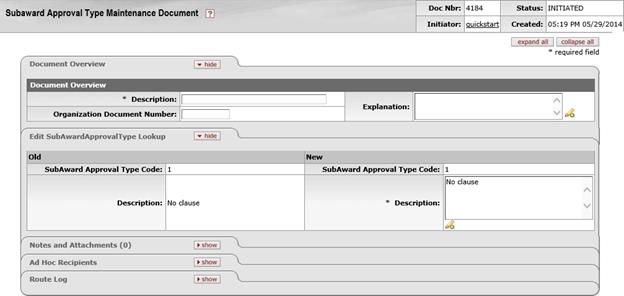 Subaward Approval Type Maintenance Document ?
Doc Nbr: 4184 Status: INITIATED
Initiator: quickstart Created: 05:19 PM 05/29/2014
expand all collapse all
* required field
Document Overview hide
Document Overview
* Description: Explanation:
Organization Document Number:
Edit SubAwardApprovalType Lookup hide
Old New
SubAward Approval Type Code: 1 SubAward Approval Type Code: 1
Description: No clause * Description: No clause
Notes and Attachments (0) show
Ad Hoc Recipients show
Route Log show